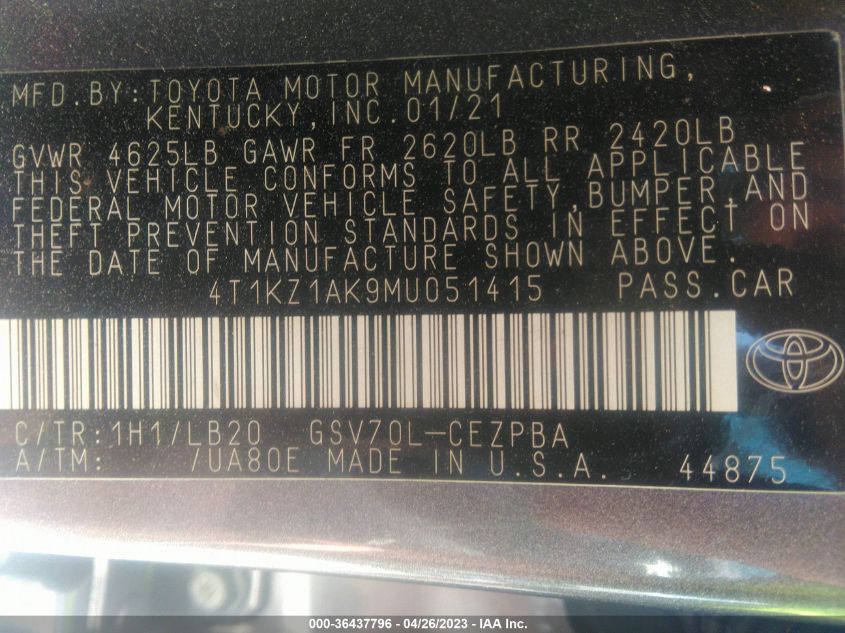 MFD.BY:TOYOTA MOTOR MANUFACTURING,
KENTUCKY,INC.01/21
GVWR 4625LB GAWR FR 2620LB RR 2420LB
THIS VEHICLE CONFORMS TO ALL APPLICABLE
FEDERAL MOTOR VEHICLE SAFETY,BUMPER,AND
THEFT PREVENTION STANDARDS IN EFFECT ON
THE DATE OF MANUFACTURE SHOWN ABOVE.
4T1KZ1AK9MU051415 PASS.CAR
C/TR:1H1/LB20 GSV70L-CEZPBA
A/TM: /UA80E MADE IN U.S.A. 44875
000-36437796 - 04/26/2023 - IAA Inc.